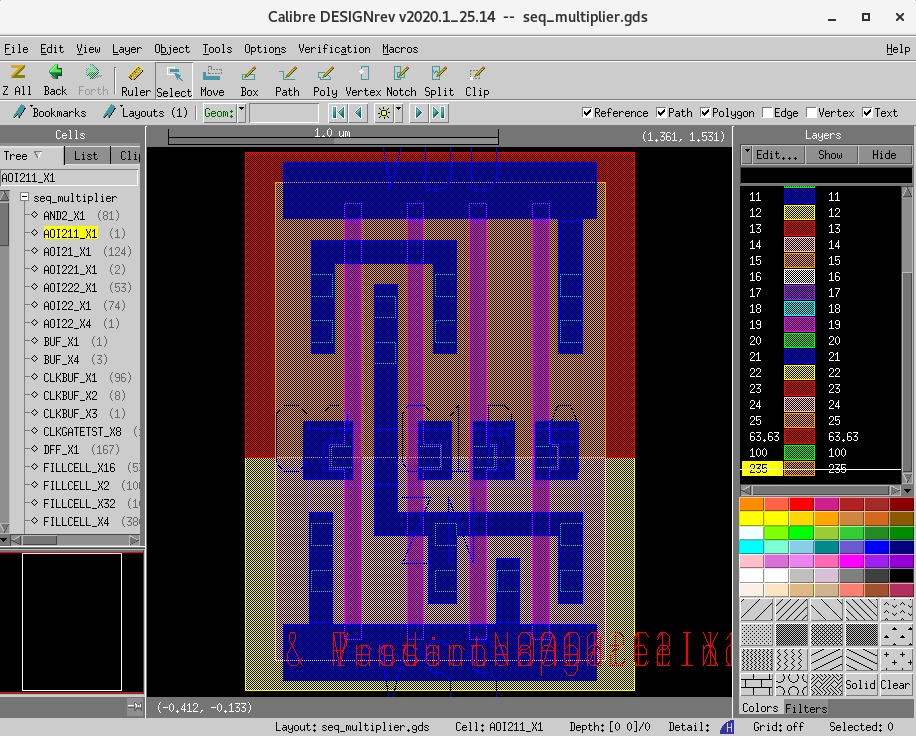 Calibre DESIGNrev v2020.1_25.14 -- seq_multiplier.gds
File Edit View Layer Object Tools Options Verification Macros Help
Z All Back Forth Ruler Select Move Box Path Poly Vertex Notch Split Clip
Bookmarks Layouts (1) Geom: Reference Path Polygon Edge Vertex Text
Cells 1.0 um (1.361, 1.531) Layers
Tree List Cli Edit... Show Hide
AOI211_X1
seq_multiplier
AND2_X1 (81)
AOI211_X1 (1)
AOI21_X1 (124)
AOI221_X1 (2)
AOI222_X1 (53)
AOI22_X1 (74)
AOI22_X4 (1)
BUF_X1 (1)
BUF_X4 (3)
CLKBUF_X1 (96)
CLKBUF_X2 (8)
CLKBUF_X3 (1)
CLKGATETST_X8 (
DFF_X1 (167)
FILLCELL_X16 (5
FILLCELL_X2 (10
FILLCELL_X32 (1
FILLCELL_X4 (38
11 11
12 12
13 13
14 14
15 15
16 16
17 17
18 18
19 19
20 20
21 21
22 22
23 23
24 24
25 25
63.63 63.63
100 100
235 235
Solid Clear
Colors Filters
(-0.412, -0.133)
Layout: seq_multiplier.gds Cell: AOI211_X1 Depth: [0 0]/0 Detail: H Grid: off Selected: 0